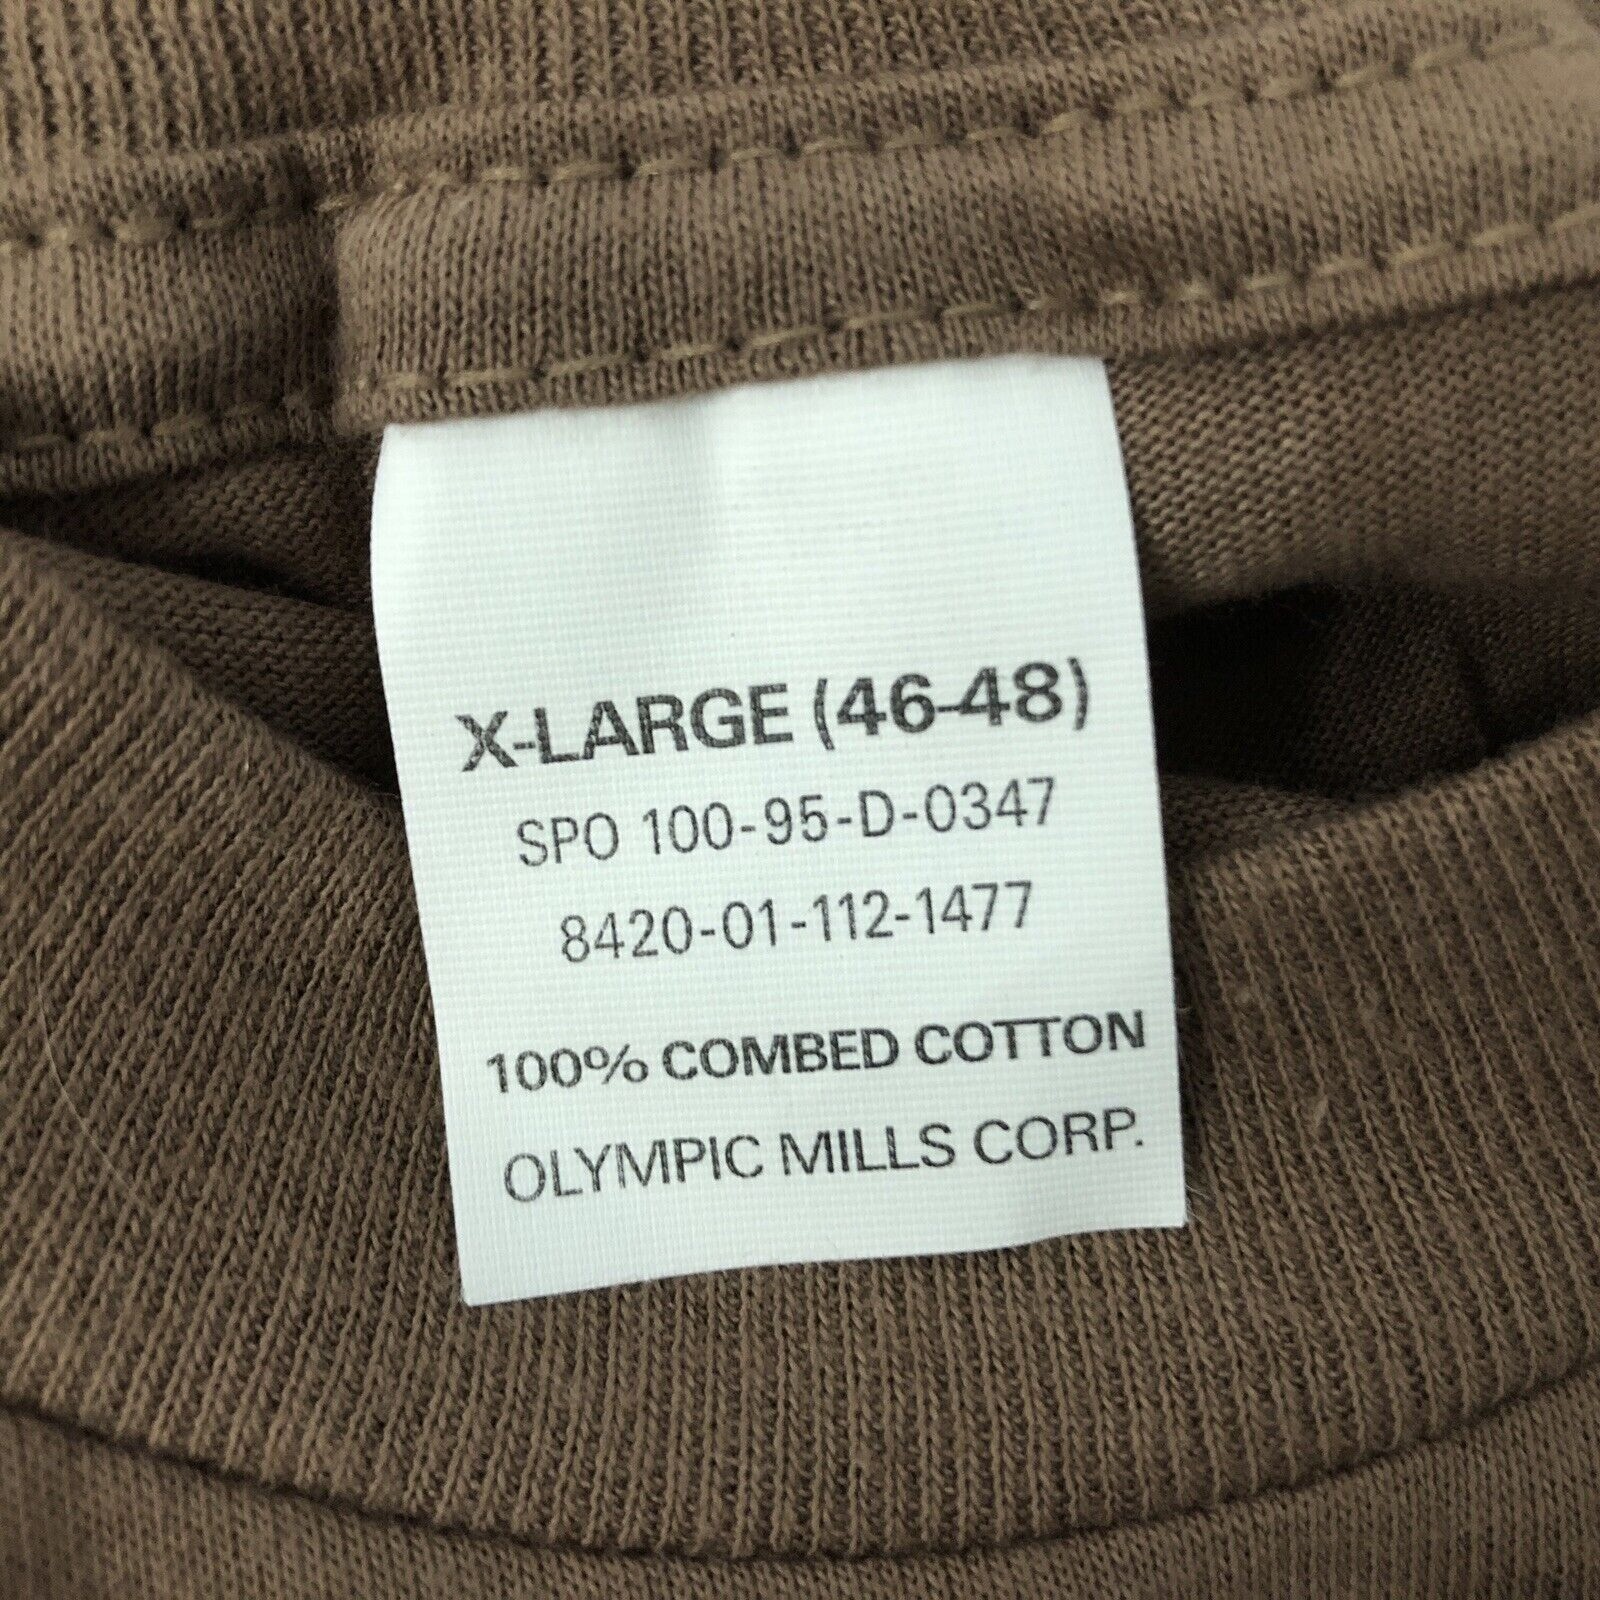 X-LARGE (46-48)
SPO 100-95-D-0347
8420-01-112-1477
100% COMBED COTTON
OLYMPIC MILLS CORP.